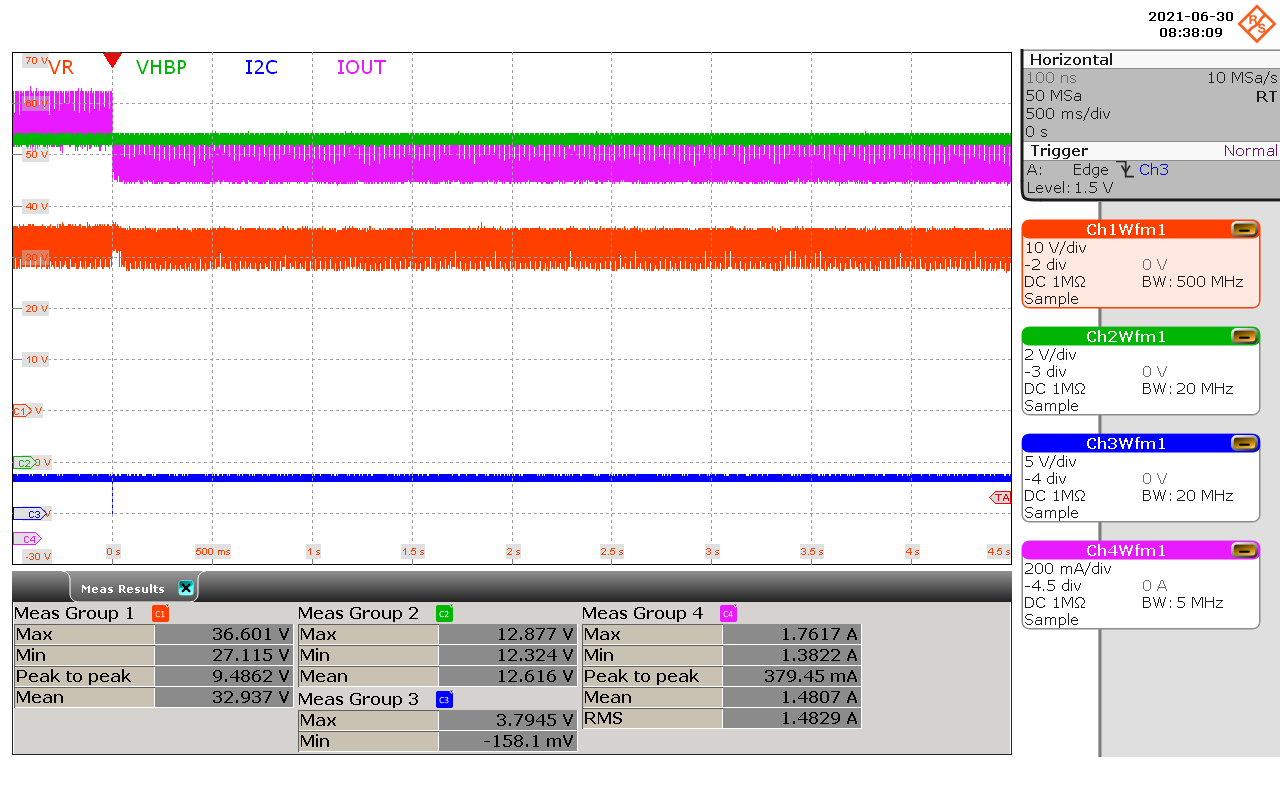 2021-06-30
08:38:09
R&S
70 V
VR
VHBP
I2C
IOUT
60 V
50 V
40 V
30 V
20 V
10 V
C1
V
C2
0 V
C3
V
TA
C4
-30 V
0 s
500 ms
1 s
1.5 s
2 s
2.5 s
3 s
3.5 s
4 s
4.5 s
Horizontal
100 ns
10 MSa/s
50 MSa
RT
500 ms/div
0 s
Trigger
Normal
A:
Edge
Ch3
Level: 1.5 V
Ch1Wfm1
10 V/div
-2 div
0 V
DC 1MΩ
BW: 500 MHz
Sample
Ch2Wfm1
2 V/div
-3 div
0 V
DC 1MΩ
BW: 20 MHz
Sample
Ch3Wfm1
5 V/div
-4 div
0 V
DC 1MΩ
BW: 20 MHz
Sample
Ch4Wfm1
200 mA/div
-4.5 div
0 A
DC 1MΩ
BW: 5 MHz
Sample
Meas Results
Meas Group 1
C1
Max
36.601 V
Min
27.115 V
Peak to peak
9.4862 V
Mean
32.937 V
Meas Group 2
C2
Max
12.877 V
Min
12.324 V
Mean
12.616 V
Meas Group 3
C3
Max
3.7945 V
Min
-158.1 mV
Meas Group 4
C4
Max
1.7617 A
Min
1.3822 A
Peak to peak
379.45 mA
Mean
1.4807 A
RMS
1.4829 A